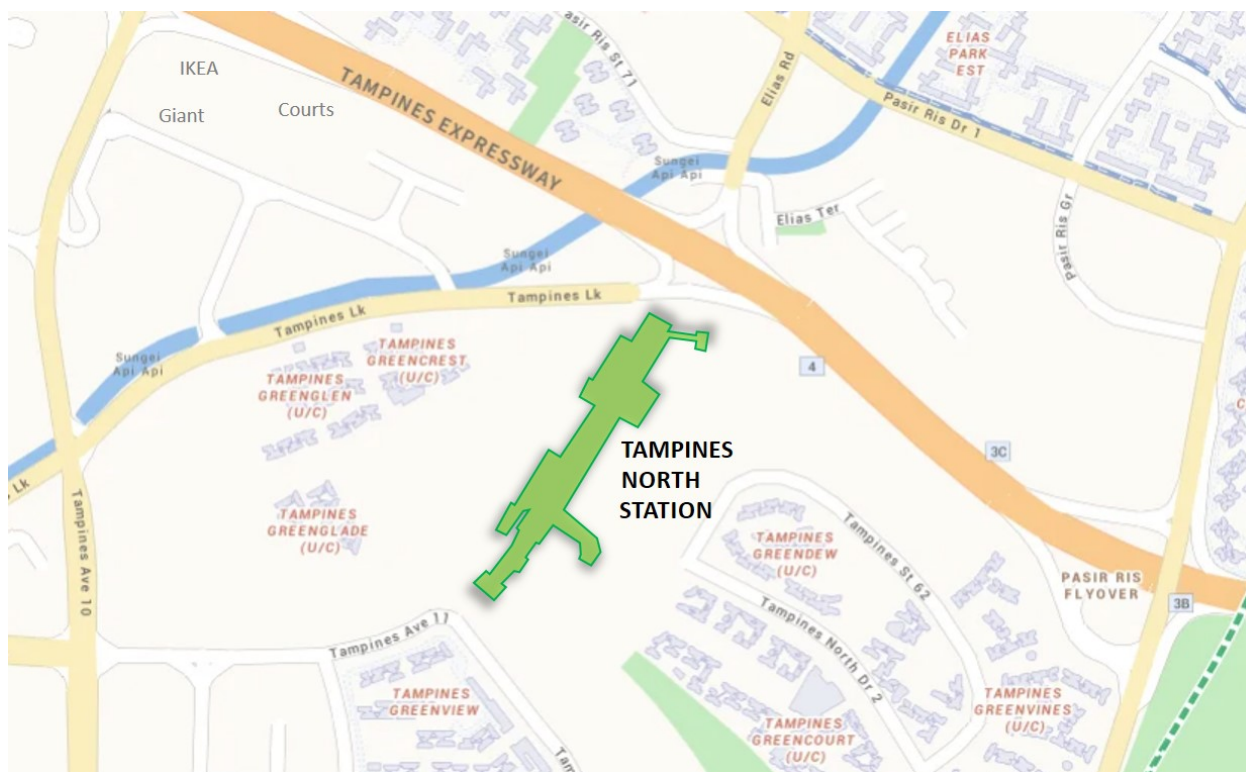 IKEA
Giant
Courts
TAMPINES EXPRESSWAY
asir Ris St 71
Elias Rd
ELIAS
PARK
EST
Pasir Ris Dr 1
Sungei
Api Api
Elias Ter
Pasir Ris Gr
Sungei
Api Api
Tampines Lk
Tampines Lk
Sungei
Api Api
TAMPINES
GREENCREST
(U/C)
TAMPINES
GREENGLEN
(U/C)
4
TAMPINES
NORTH
STATION
3C
C
s Lk
Tampines Ave 10
TAMPINES
GREENGLADE
(U/C)
TAMPINES
GREENDEW
(U/C)
Tampines St 62
PASIR RIS
FLYOVER
3B
Tampines Ave 11
Tampines North Dr 2
TAMPINES
GREENVIEW
TAMPINES
GREENCOURT
(U/C)
TAMPINES
GREENVINES
(U/C)
Tam